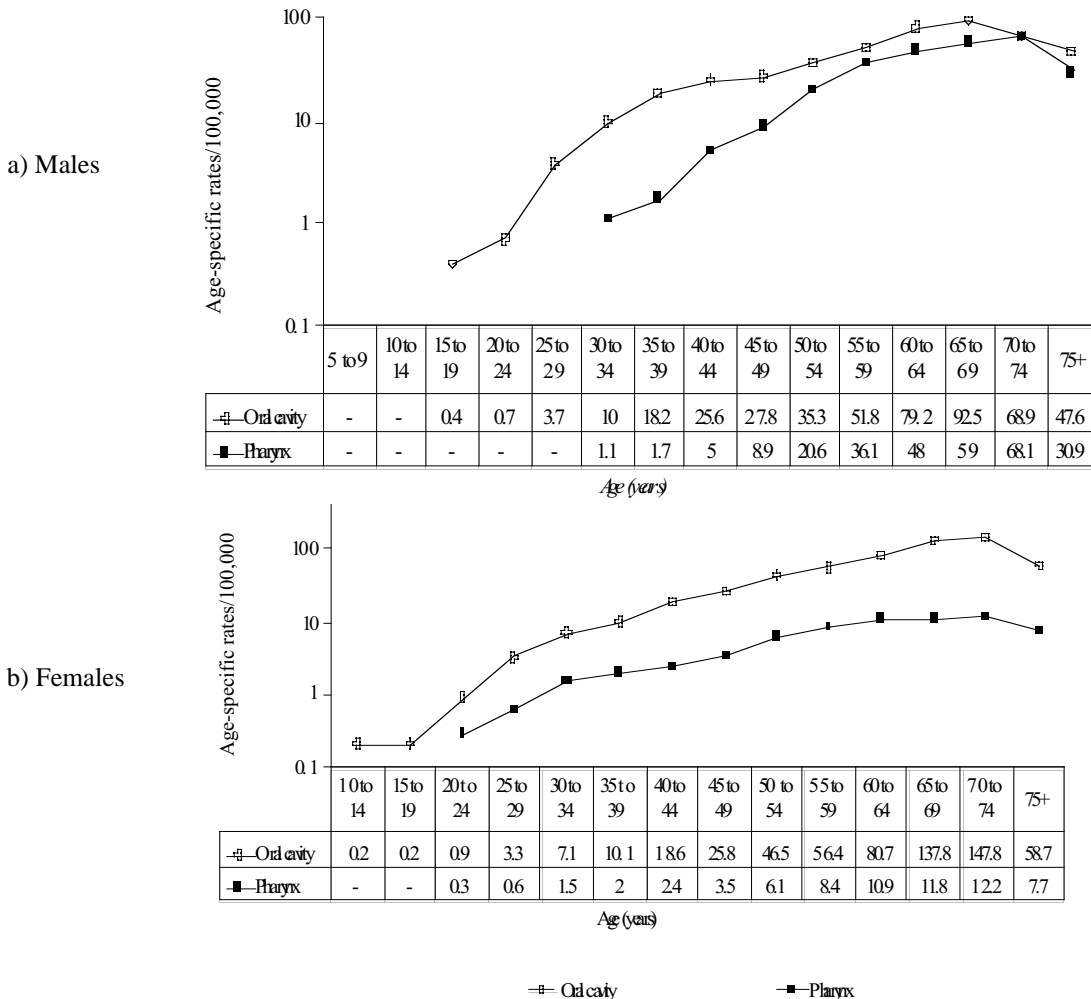 100
10
1
0.1
Age-specific rates/100,000
a) Males
5 to 9 10 to 14 15 to 19 20 to 24 25 to 29 30 to 34 35 to 39 40 to 44 45 to 49 50 to 54 55 to 59 60 to 64 65 to 69 70 to 74 75+
Oral cavity - - 0.4 0.7 3.7 10 18.2 25.6 27.8 35.3 51.8 79.2 92.5 68.9 47.6
Pharynx - - - - - 1.1 1.7 5 8.9 20.6 36.1 48 59 68.1 30.9
Age (years)
100
10
1
0.1
Age-specific rates/100,000
b) Females
10 to 14 15 to 19 20 to 24 25 to 29 30 to 34 35 to 39 40 to 44 45 to 49 50 to 54 55 to 59 60 to 64 65 to 69 70 to 74 75+
Oral cavity 0.2 0.2 0.9 3.3 7.1 10.1 18.6 25.8 46.5 56.4 80.7 137.8 147.8 58.7
Pharynx - - 0.3 0.6 1.5 2 2.4 3.5 6.1 8.4 10.9 11.8 12.2 7.7
Age (years)
Oral cavity Pharynx